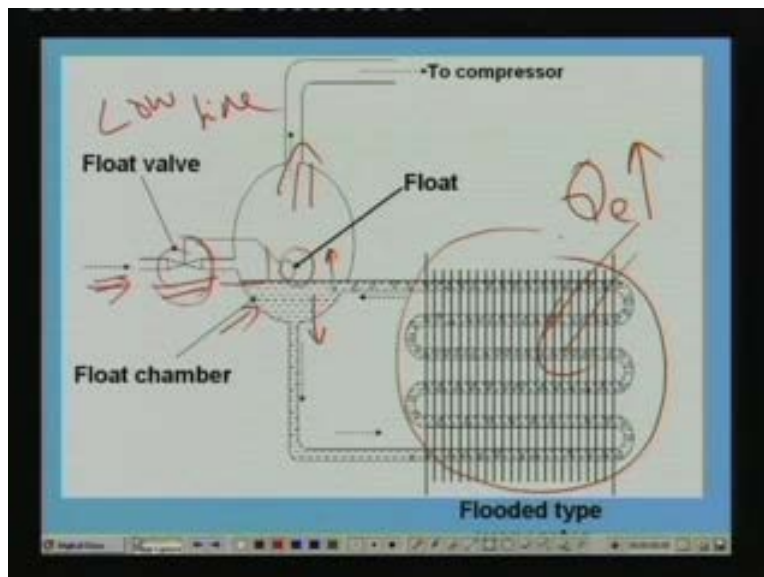 To compressor
Low line
Float valve
Float
Qe
Float chamber
Flooded type